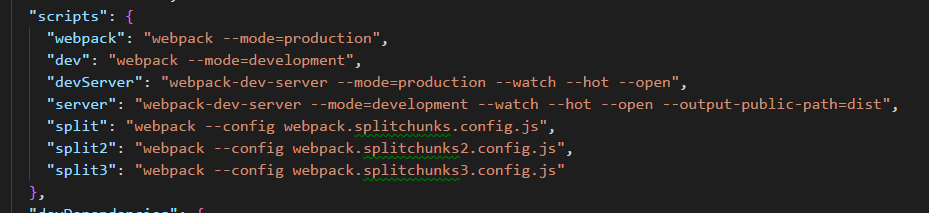 "scripts": {
"webpack": "webpack --mode=production",
"dev": "webpack --mode=development",
"devServer": "webpack-dev-server --mode=production --watch --hot --open",
"server": "webpack-dev-server --mode=development --watch --hot --open --output-public-path=dist",
"split": "webpack --config webpack.splitchunks.config.js",
"split2": "webpack --config webpack.splitchunks2.config.js",
"split3": "webpack --config webpack.splitchunks3.config.js"
},
"devDependencies": {